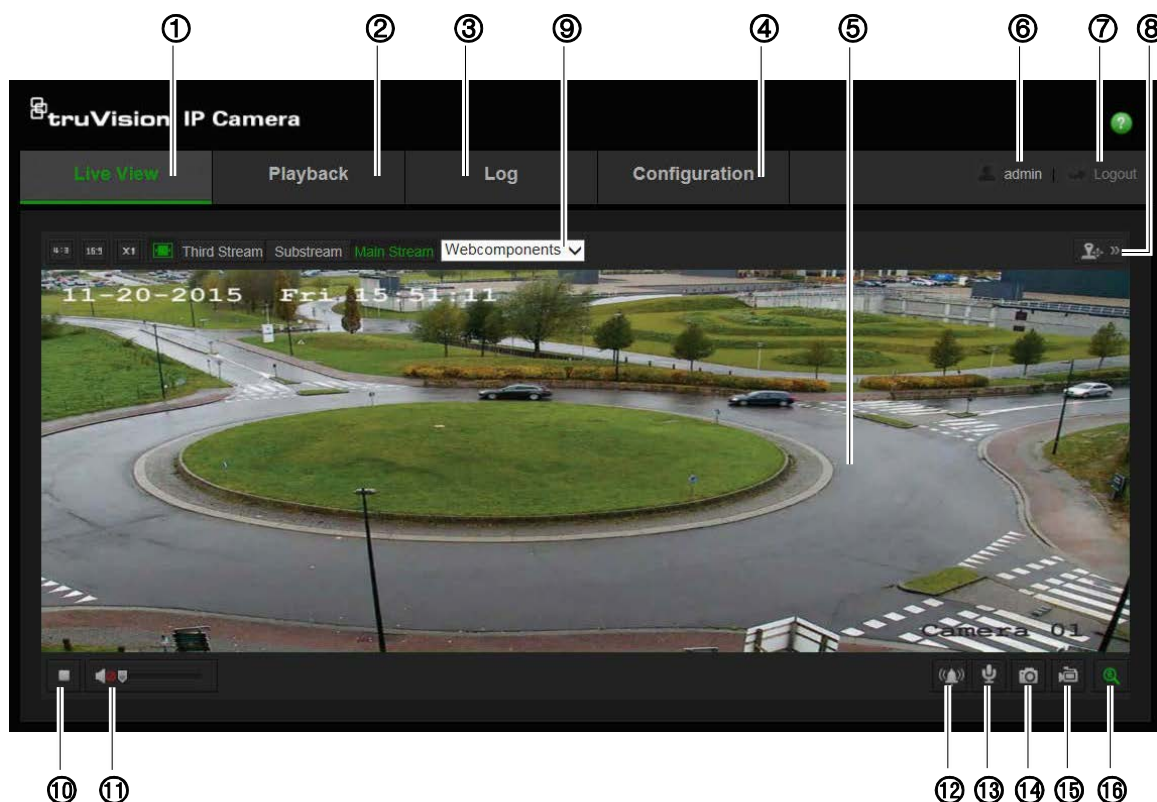 ① ② ③ ⑨ ④ ⑤ ⑥ ⑦ ⑧
truVision IP Camera
?
Live View Playback Log Configuration admin | Logout
4:3 16:9 X1 Third Stream Substream Main Stream Webcomponents »
11-20-2015 Fri 15:51:11
Camera 01
⑩ ⑪ ⑫ ⑬ ⑭ ⑮ ⑯